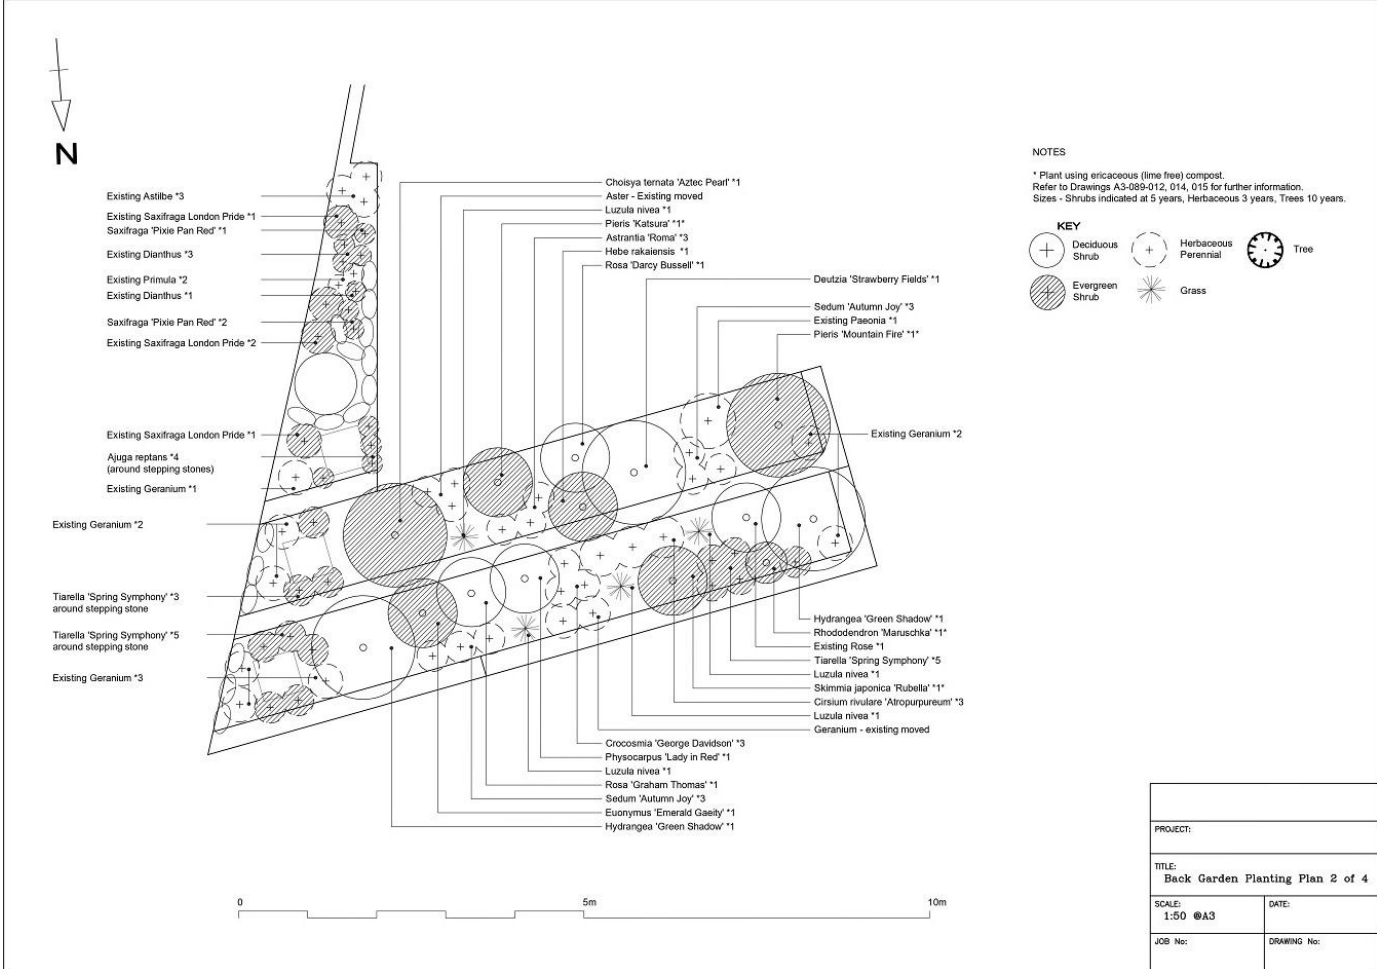 N
Existing Astilbe *3
Existing Saxifraga London Pride *1
Saxifraga 'Pixie Pan Red' *1
Existing Dianthus *3
Existing Primula *2
Existing Dianthus *1
Saxifraga 'Pixie Pan Red' *2
Existing Saxifraga London Pride *2
Existing Saxifraga London Pride *1
Ajuga reptans *4
(around stepping stones)
Existing Geranium *1
Existing Geranium *2
Tiarella 'Spring Symphony' *3
around stepping stone
Tiarella 'Spring Symphony' *5
around stepping stone
Existing Geranium *3
Choisya ternata 'Aztec Pearl' *1
Aster - Existing moved
Luzula nivea *1
Pieris 'Katsura' *1*
Astrantia 'Roma' *3
Hebe rakaiensis *1
Rosa 'Darcy Bussell' *1
Deutzia 'Strawberry Fields' *1
Sedum 'Autumn Joy' *3
Existing Paeonia *1
Pieris 'Mountain Fire' *1*
Existing Geranium *2
Hydrangea 'Green Shadow' *1
Rhododendron 'Maruschka' *1*
Existing Rose *1
Tiarella 'Spring Symphony' *5
Luzula nivea *1
Skimmia japonica 'Rubella' *1*
Cirsium rivulare 'Atropurpureum' *3
Luzula nivea *1
Geranium - existing moved
Crocosmia 'George Davidson' *3
Physocarpus 'Lady in Red' *1
Luzula nivea *1
Rosa 'Graham Thomas' *1
Sedum 'Autumn Joy' *3
Euonymus 'Emerald Gaeity' *1
Hydrangea 'Green Shadow' *1
NOTES
* Plant using ericaceous (lime free) compost.
Refer to Drawings A3-089-012, 014, 015 for further information.
Sizes - Shrubs indicated at 5 years, Herbaceous 3 years, Trees 10 years.
KEY
Deciduous
Shrub
Herbaceous
Perennial
Tree
Evergreen
Shrub
Grass
0 5m 10m
PROJECT:
TITLE:
Back Garden Planting Plan 2 of 4
SCALE:
1:50 @A3
DATE:
JOB No:
DRAWING No: